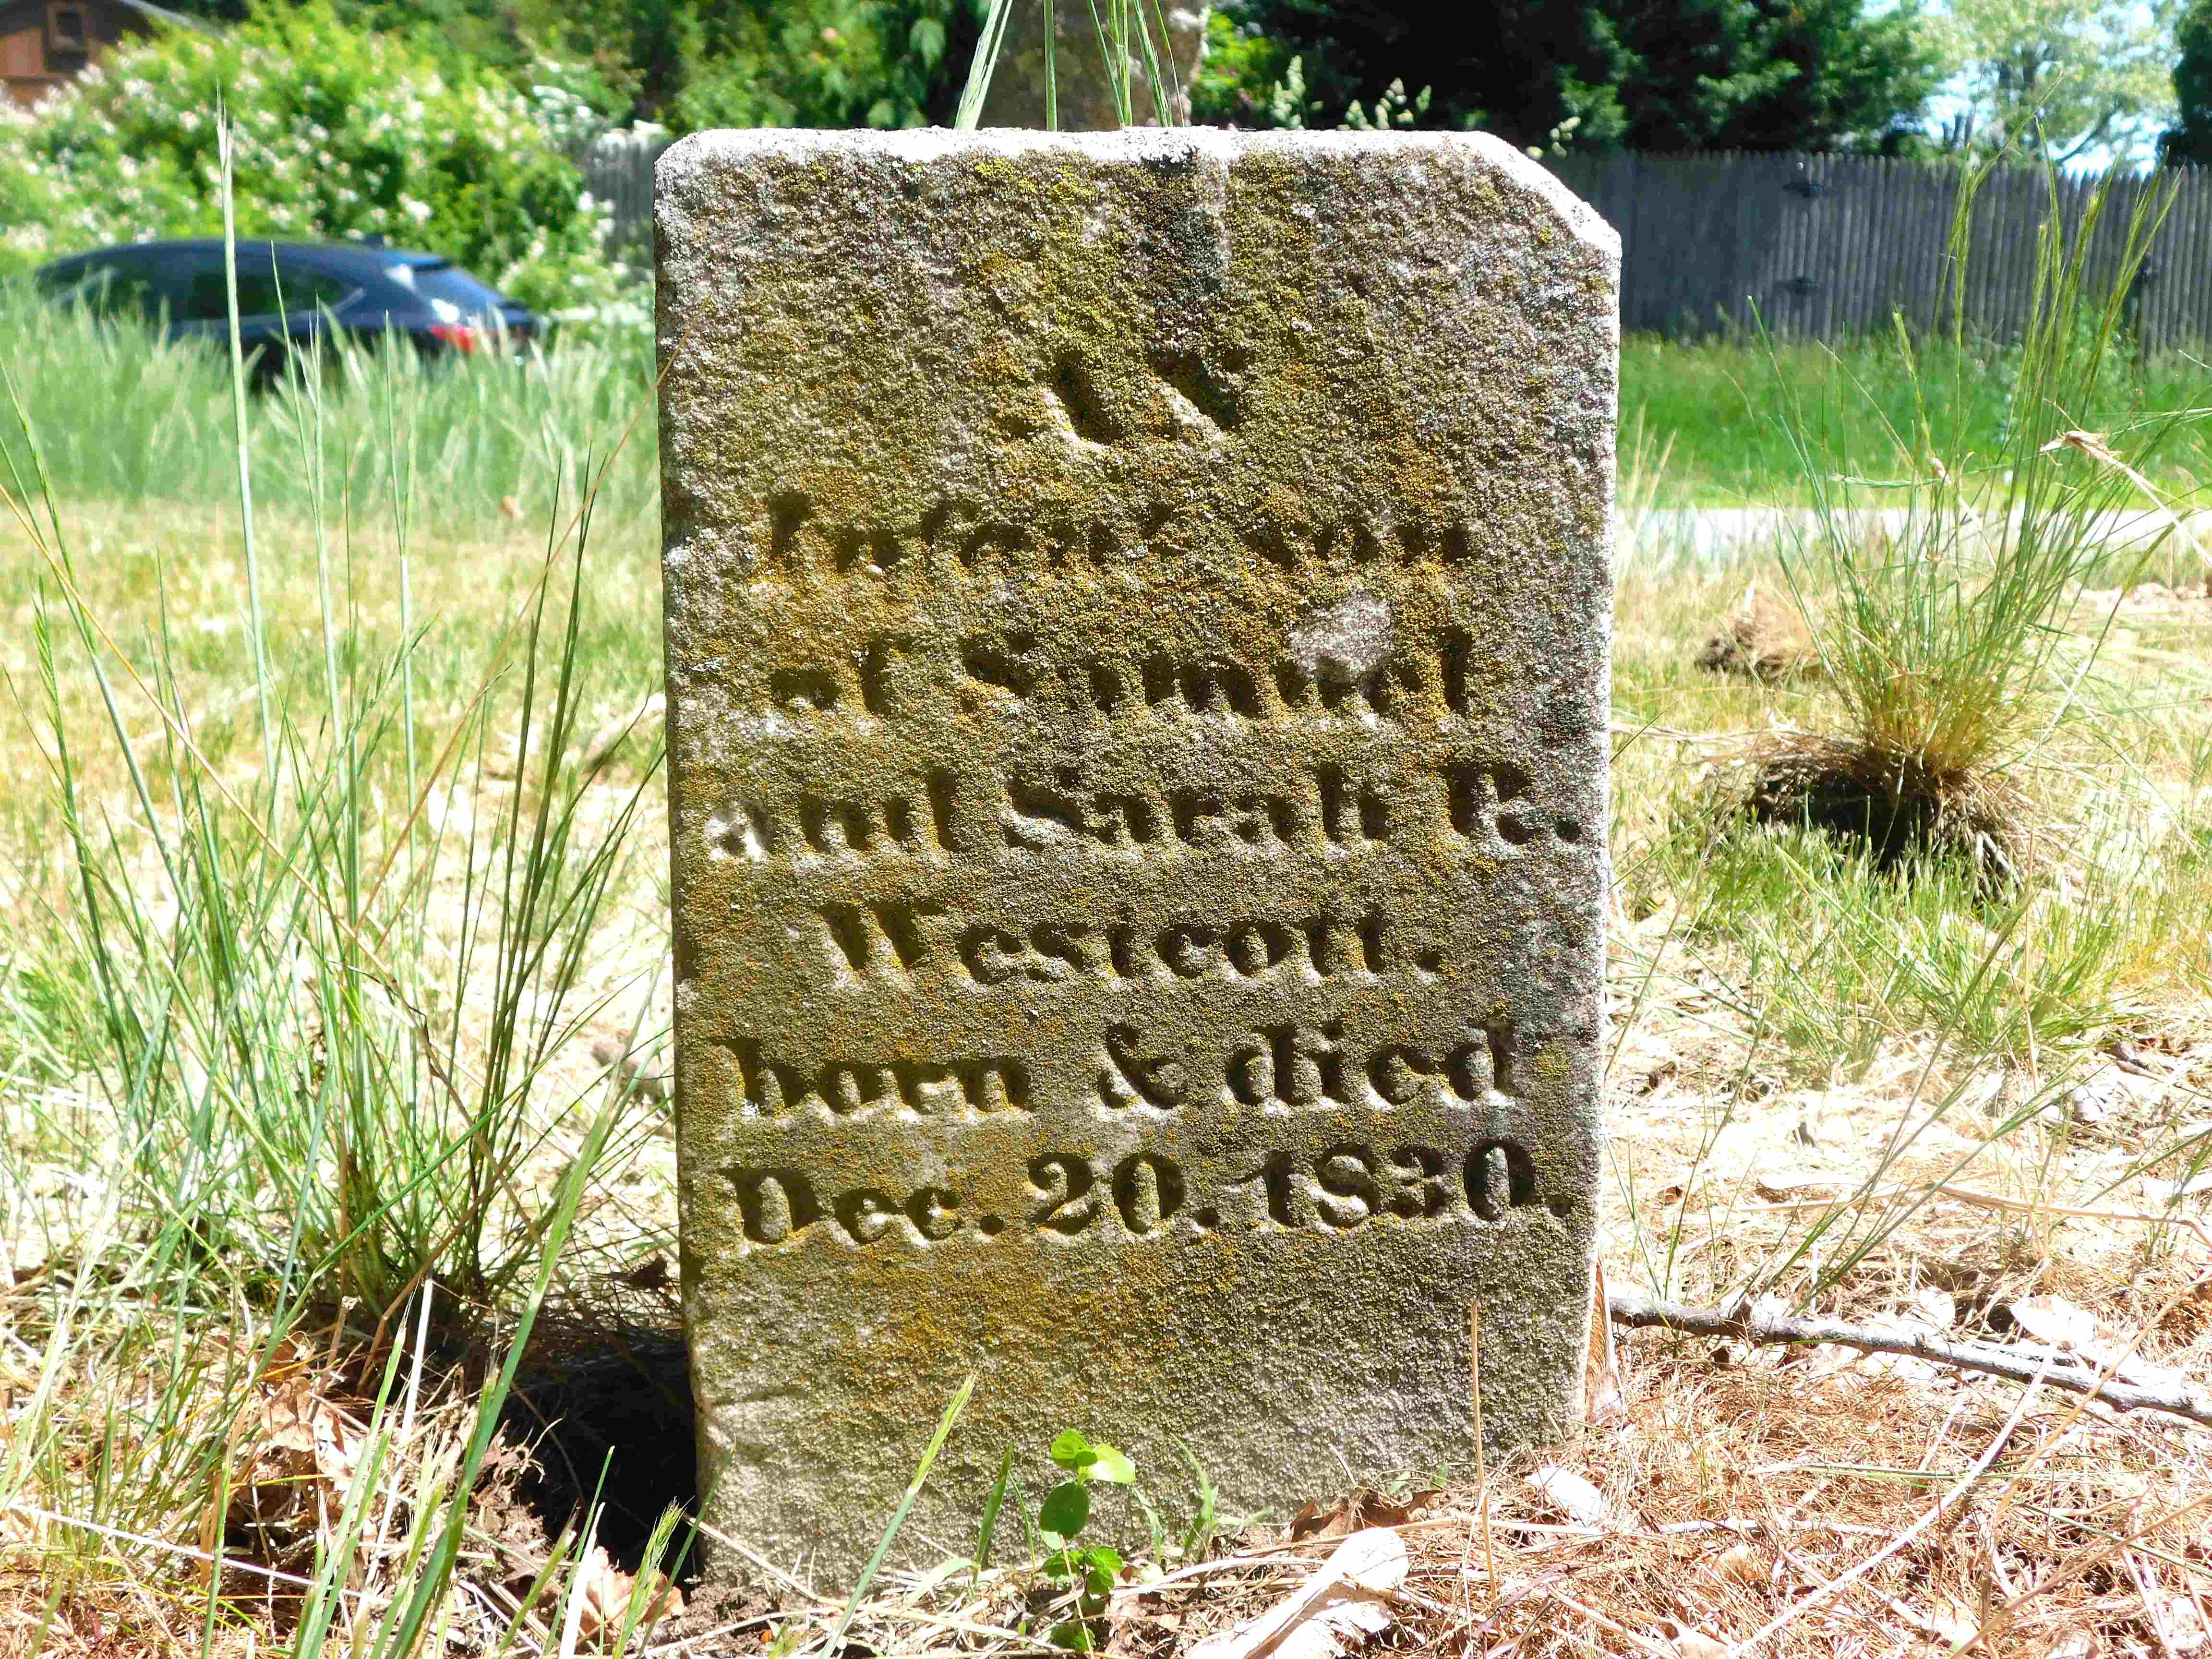 Infant son
of Samuel
and Sarah
Westcott.
born & died
Dec. 20. 1830.